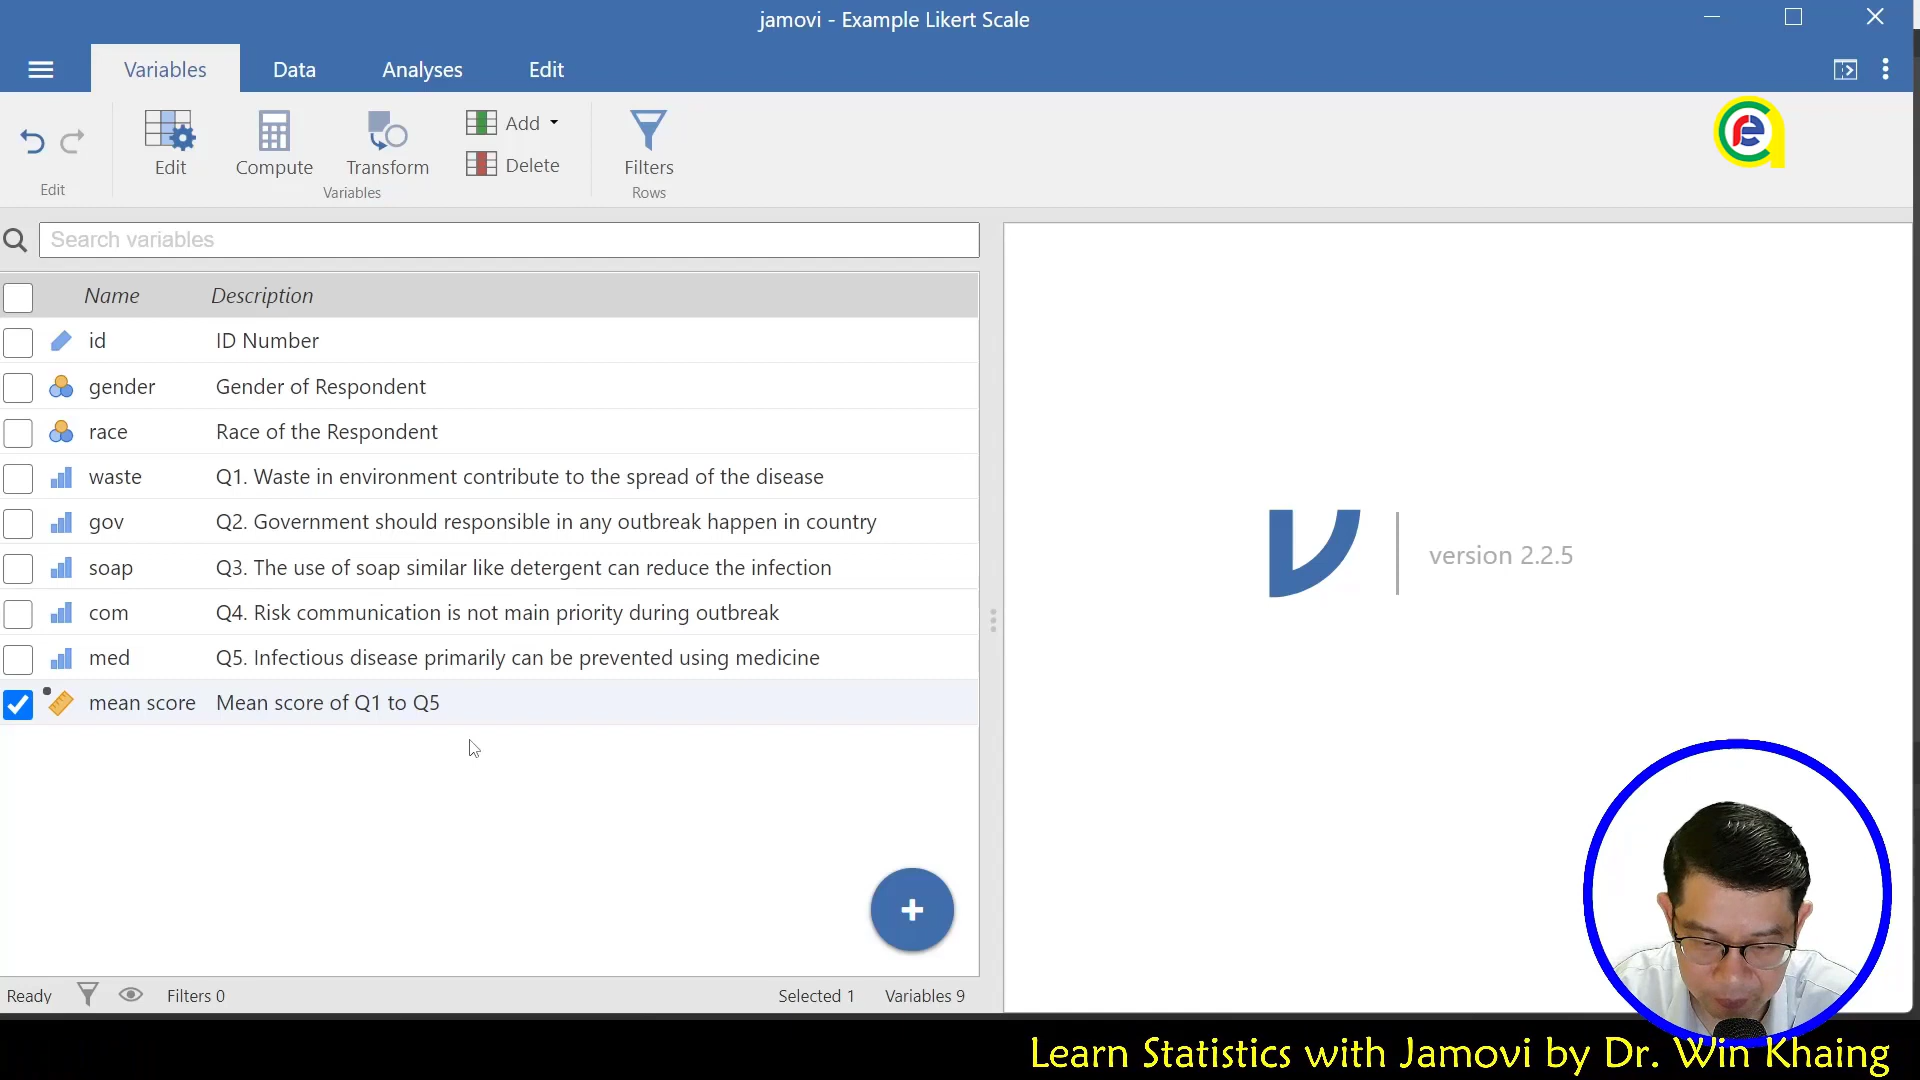 jamovi - Example Likert Scale
Variables
Data
Analyses
Edit
Edit
Compute
Transform
Add
Delete
Filters
Edit
Variables
Rows
Search variables
Name Description
id ID Number
gender Gender of Respondent
race Race of the Respondent
waste Q1. Waste in environment contribute to the spread of the disease
gov Q2. Government should responsible in any outbreak happen in country
soap Q3. The use of soap similar like detergent can reduce the infection
com Q4. Risk communication is not main priority during outbreak
med Q5. Infectious disease primarily can be prevented using medicine
mean score Mean score of Q1 to Q5
version 2.2.5
Ready Filters 0 Selected 1 Variables 9
Learn Statistics with Jamovi by Dr. Win Khaing